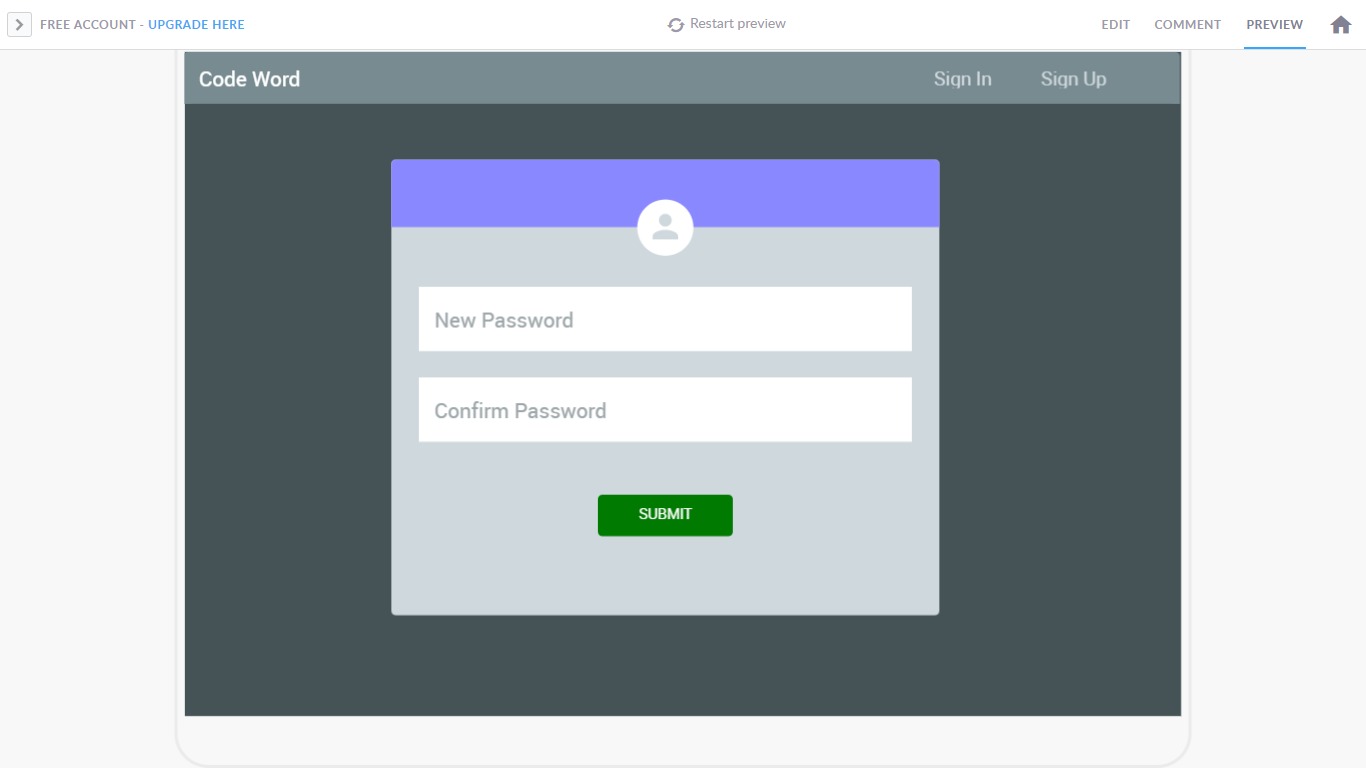 FREE ACCOUNT - UPGRADE HERE
Restart preview
EDIT
COMMENT
PREVIEW
Code Word
Sign In
Sign Up
New Password
Confirm Password
SUBMIT